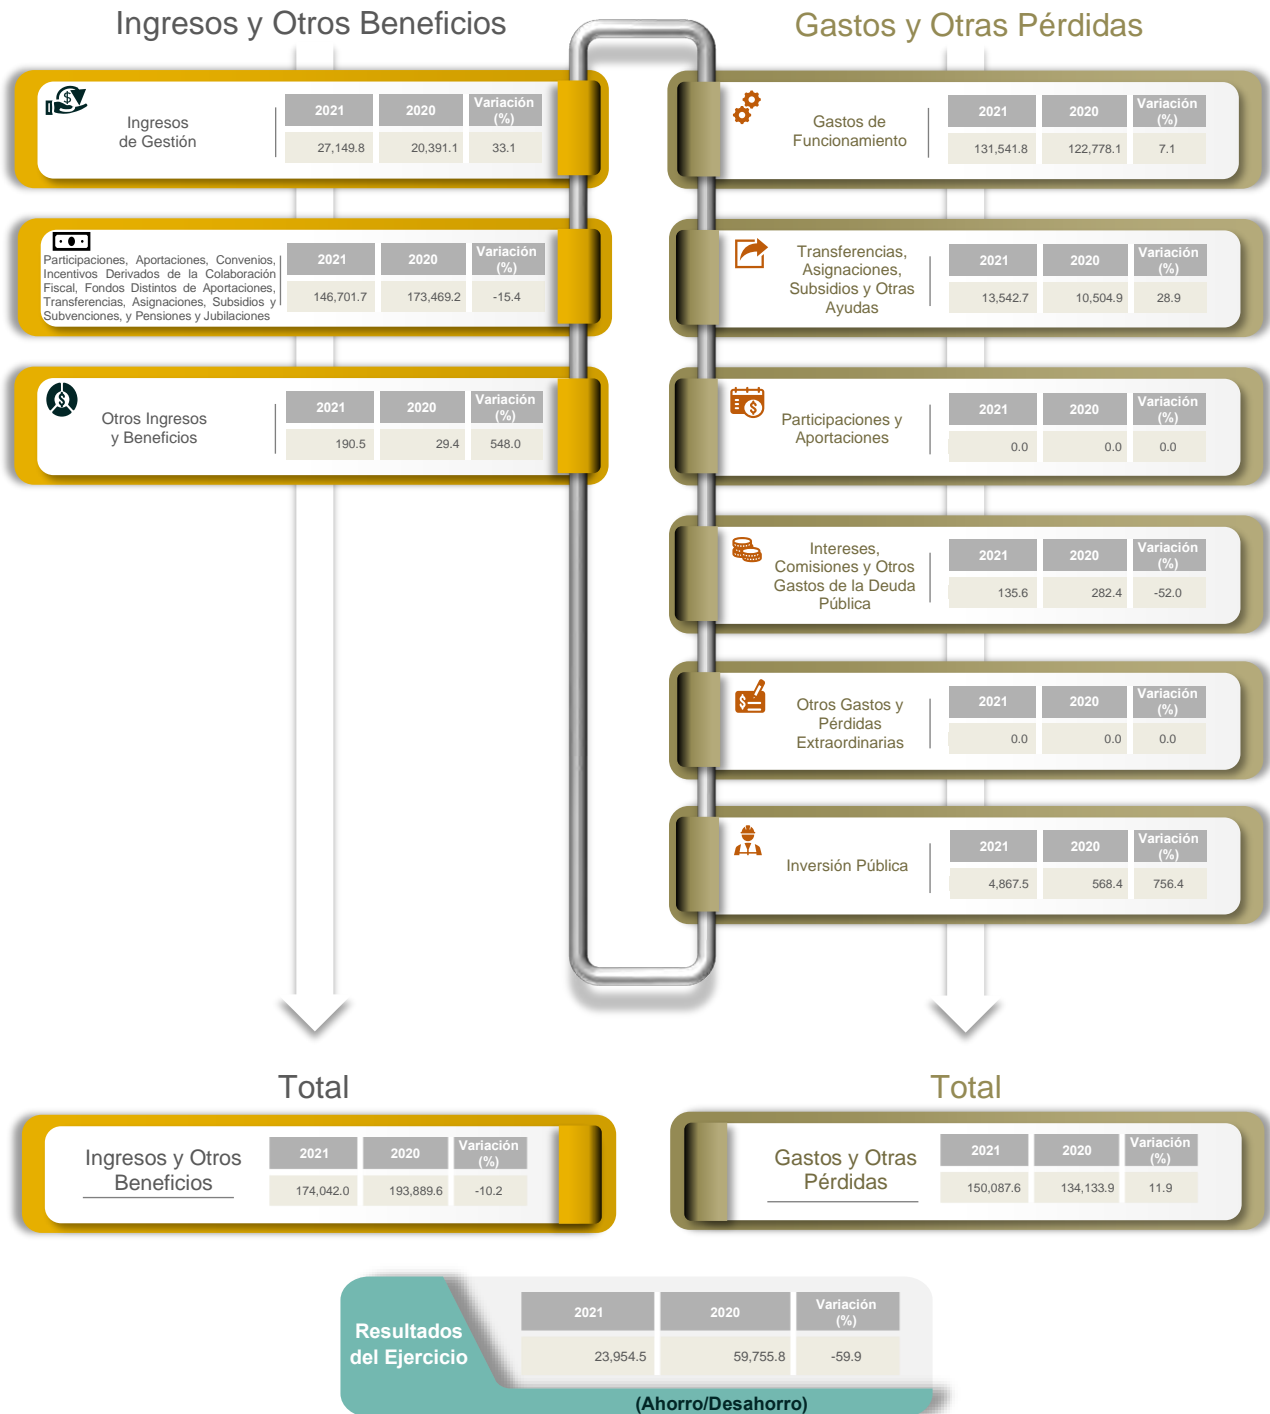 Ingresos y Otros Beneficios
Ingresos
de Gestión
2021 2020 Variación (%)
27,149.8 20,391.1 33.1
Participaciones, Aportaciones, Convenios,
Incentivos Derivados de la Colaboración
Fiscal, Fondos Distintos de Aportaciones,
Transferencias, Asignaciones, Subsidios y
Subvenciones, y Pensiones y Jubilaciones
2021 2020 Variación (%)
146,701.7 173,469.2 -15.4
Otros Ingresos
y Beneficios
2021 2020 Variación (%)
190.5 29.4 548.0
Gastos y Otras Pérdidas
Gastos de
Funcionamiento
2021 2020 Variación (%)
131,541.8 122,778.1 7.1
Transferencias,
Asignaciones,
Subsidios y Otras
Ayudas
2021 2020 Variación (%)
13,542.7 10,504.9 28.9
Participaciones y
Aportaciones
2021 2020 Variación (%)
0.0 0.0 0.0
Intereses,
Comisiones y Otros
Gastos de la Deuda
Pública
2021 2020 Variación (%)
135.6 282.4 -52.0
Otros Gastos y
Pérdidas
Extraordinarias
2021 2020 Variación (%)
0.0 0.0 0.0
Inversión Pública
2021 2020 Variación (%)
4,867.5 568.4 756.4
Total
Ingresos y Otros
Beneficios
2021 2020 Variación (%)
174,042.0 193,889.6 -10.2
Total
Gastos y Otras
Pérdidas
2021 2020 Variación (%)
150,087.6 134,133.9 11.9
Resultados
del Ejercicio
2021 2020 Variación (%)
23,954.5 59,755.8 -59.9
(Ahorro/Desahorro)